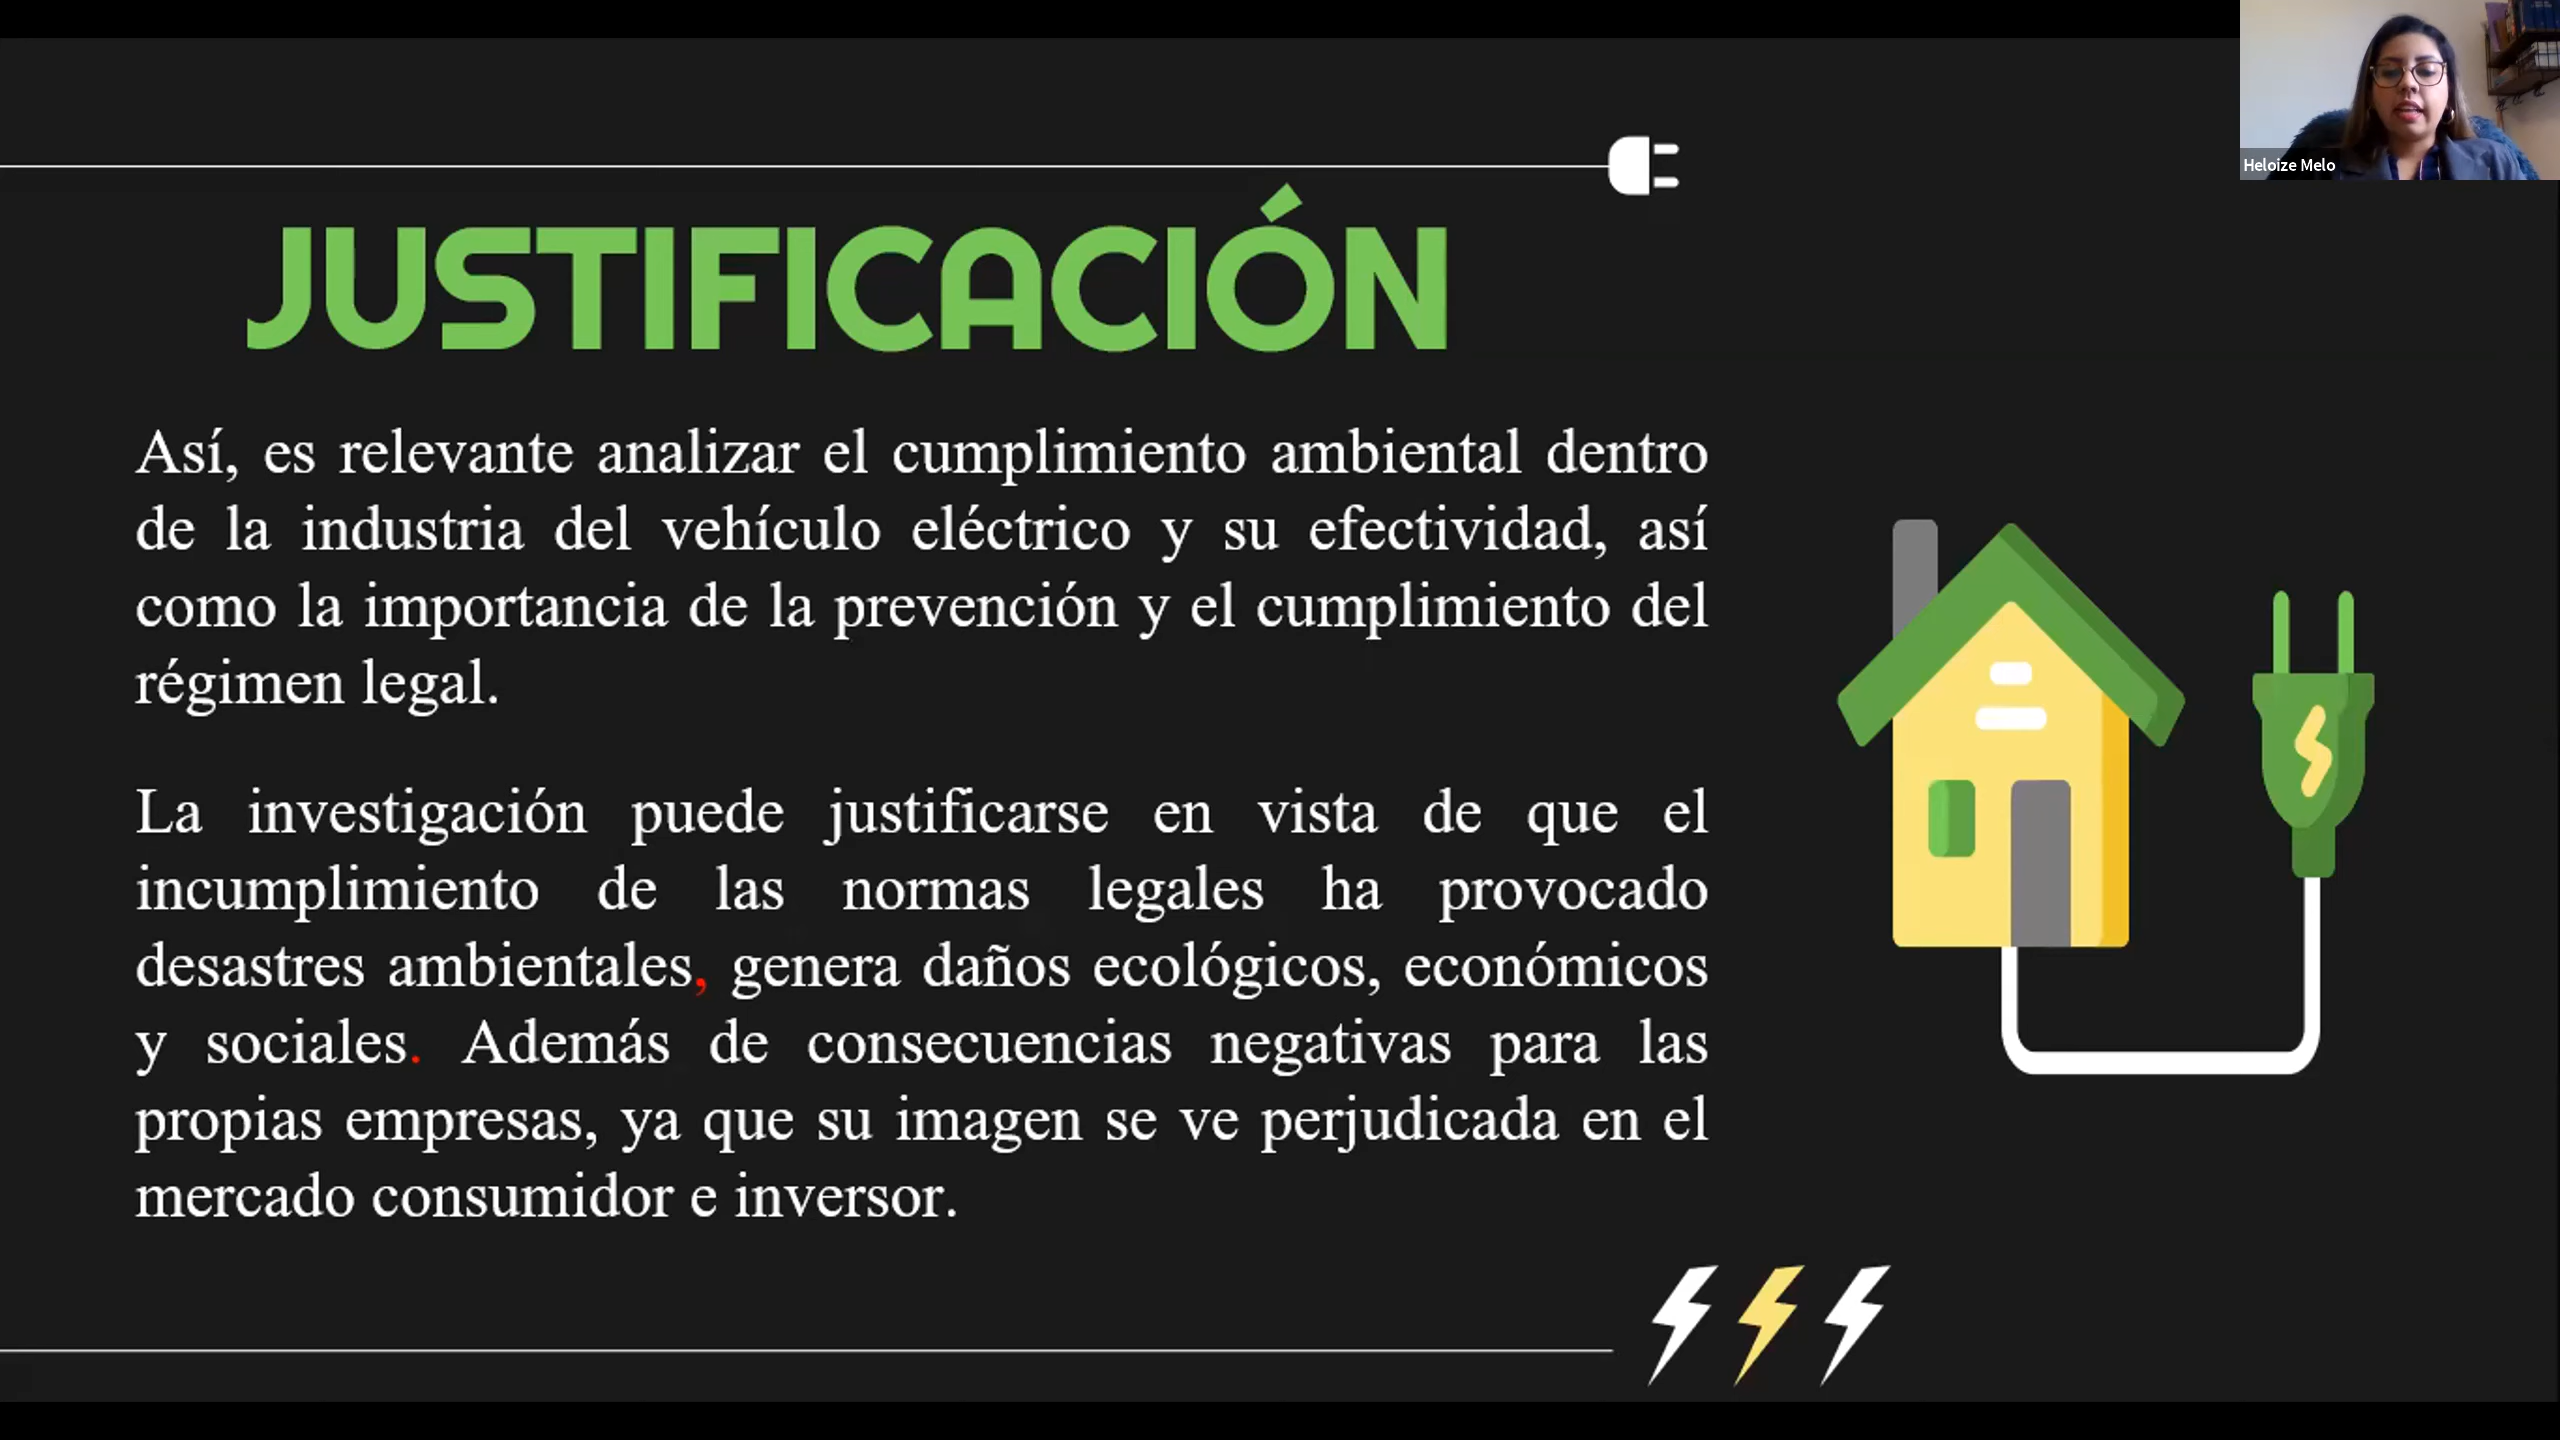 Heloize Melo
JUSTIFICACIÓN
Así, es relevante analizar el cumplimiento ambiental dentro
de la industria del vehículo eléctrico y su efectividad, así
como la importancia de la prevención y el cumplimiento del
régimen legal.
La investigación puede justificarse en vista de que el
incumplimiento de las normas legales ha provocado
desastres ambientales, genera daños ecológicos, económicos
y sociales. Además de consecuencias negativas para las
propias empresas, ya que su imagen se ve perjudicada en el
mercado consumidor e inversor.